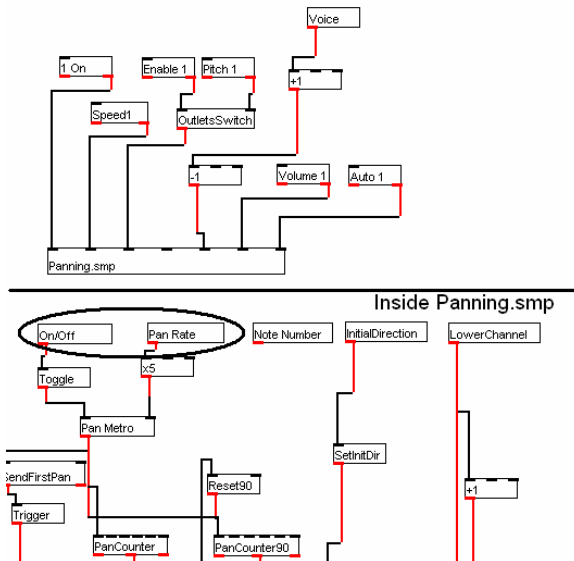 Voice
1 On
Enable 1
Pitch 1
+1
Speed1
OutletsSwitch
-1
Volume 1
Auto 1
Panning.smp
Inside Panning.smp
On/Off
Pan Rate
Note Number
InitialDirection
LowerChannel
Toggle
x5
Pan Metro
SetInitDir
SendFirstPan
Reset90
+1
Trigger
PanCounter
PanCounter90